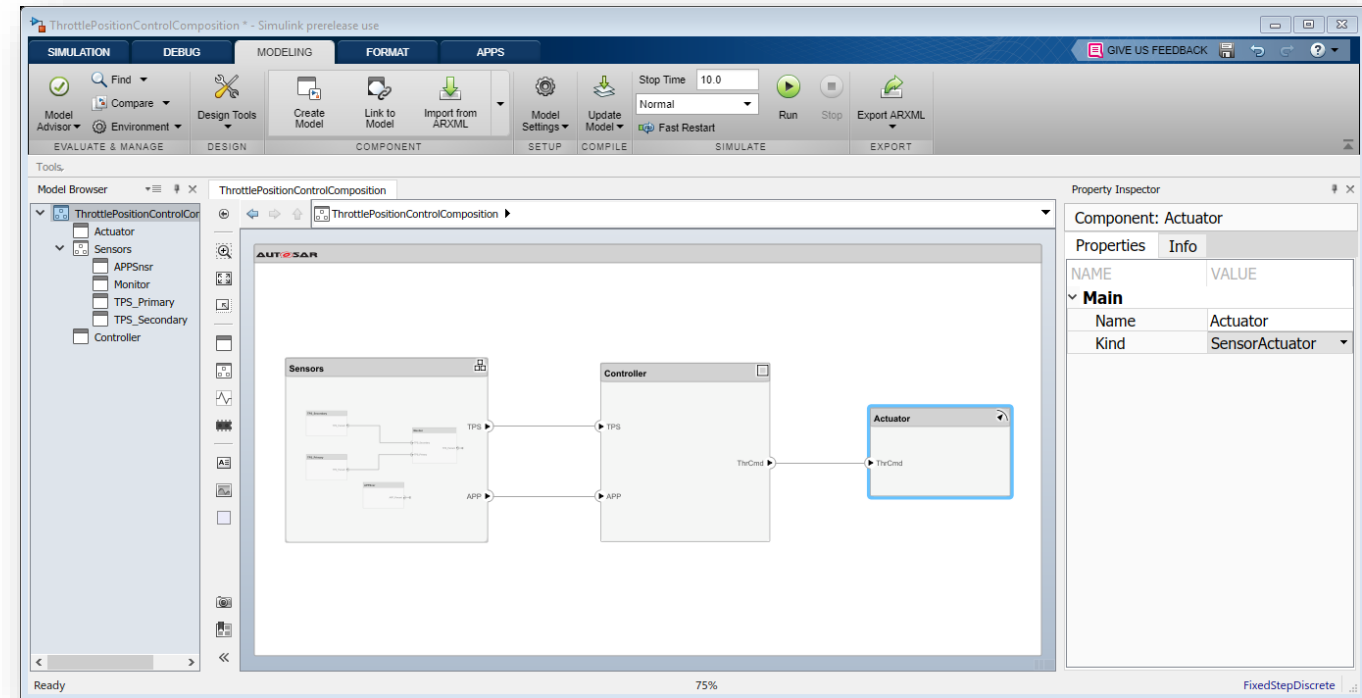 ThrottlePositionControlComposition * - Simulink prerelease use
SIMULATION DEBUG MODELING FORMAT APPS
GIVE US FEEDBACK
Model Advisor
Find
Compare
Environment
Design Tools
Create Model
Link to Model
Import from ARXML
Model Settings
Update Model
Stop Time 10.0
Normal
Fast Restart
Run
Stop
Export ARXML
EVALUATE & MANAGE DESIGN COMPONENT SETUP COMPILE SIMULATE EXPORT
Tools
Model Browser
ThrottlePositionControlCor
Actuator
Sensors
APPSnsr
Monitor
TPS_Primary
TPS_Secondary
Controller
ThrottlePositionControlComposition
ThrottlePositionControlComposition
AUTOSAR
Sensors
TPS
APP
Controller
TPS
APP
ThrCmd
Actuator
ThrCmd
Property Inspector
Component: Actuator
Properties Info
NAME VALUE
Main
Name Actuator
Kind SensorActuator
Ready 75% FixedStepDiscrete